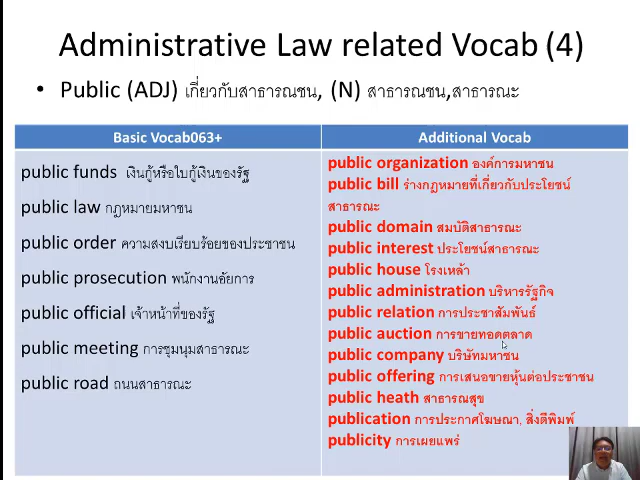 Administrative Law related Vocab (4)
• Public (ADJ) เกี่ยวกับสาธารณชน, (N) สาธารณชน,สาธารณะ
Basic Vocab063+
public funds เงินกู้หรือใบกู้เงินของรัฐ
public law กฎหมายมหาชน
public order ความสงบเรียบร้อยของประชาชน
public prosecution พนักงานอัยการ
public official เจ้าหน้าที่ของรัฐ
public meeting การชุมนุมสาธารณะ
public road ถนนสาธารณะ
Additional Vocab
public organization องค์การมหาชน
public bill ร่างกฎหมายที่เกี่ยวกับประโยชน์
สาธารณะ
public domain สมบัติสาธารณะ
public interest ประโยชน์สาธารณะ
public house โรงเหล้า
public administration บริหารรัฐกิจ
public relation การประชาสัมพันธ์
public auction การขายทอดตลาด
public company บริษัทมหาชน
public offering การเสนอขายหุ้นต่อประชาชน
public heath สาธารณสุข
publication การประกาศโฆษณา, สิ่งตีพิมพ์
publicity การเผยแพร่